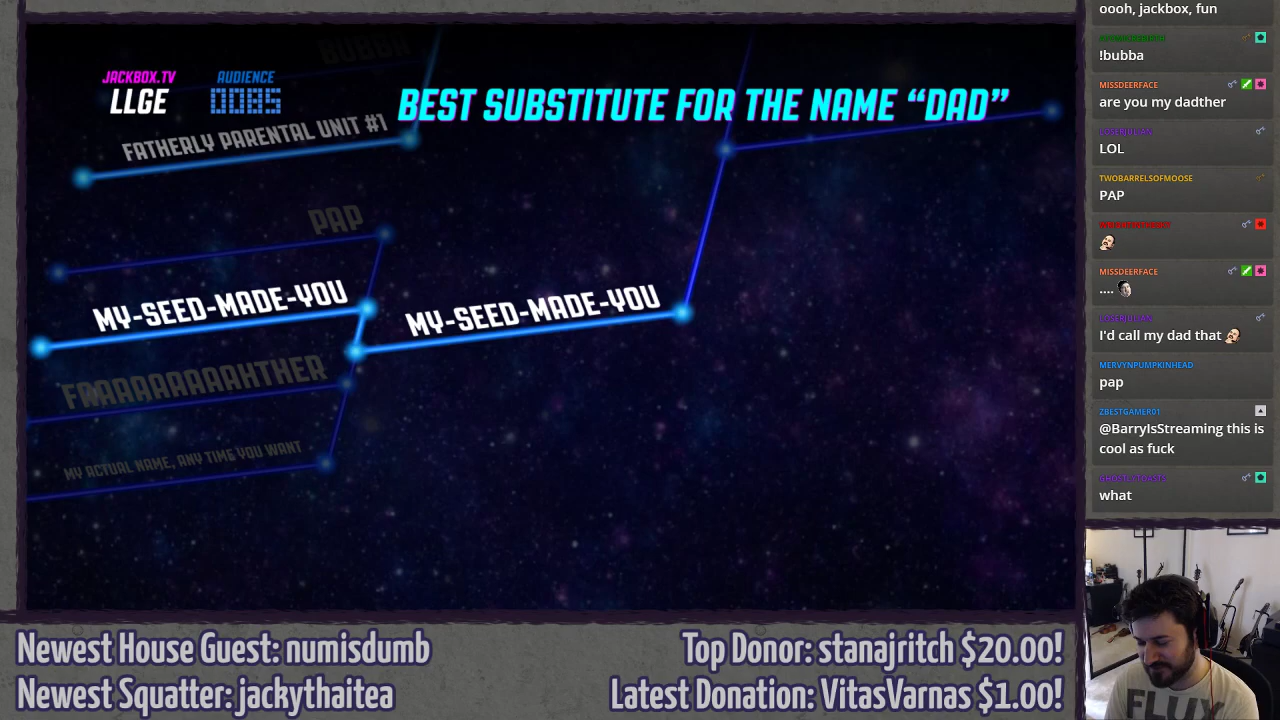 BUBBA
JACKBOX.TV
LLGE
AUDIENCE
0085
BEST SUBSTITUTE FOR THE NAME “DAD”
FATHERLY PARENTAL UNIT #1
PAP
MY-SEED-MADE-YOU
MY-SEED-MADE-YOU
MY ACTUAL NAME, ANY TIME YOU WANT
oooh, jackbox, fun
!bubba
MISSDEERFACE
are you my dadther
LOL
TWOBARRELSOFMOOSE
PAP
MISSDEERFACE
....
I'd call my dad that
MERVYNPUMPKINHEAD
pap
ZBESTGAMER01
@BarryIsStreaming this is
cool as fuck
what
FLUX
Newest House Guest: numisdumb
Newest Squatter: jackythaitea
Top Donor: stanajritch $20.00!
Latest Donation: VitasVarnas $1.00!